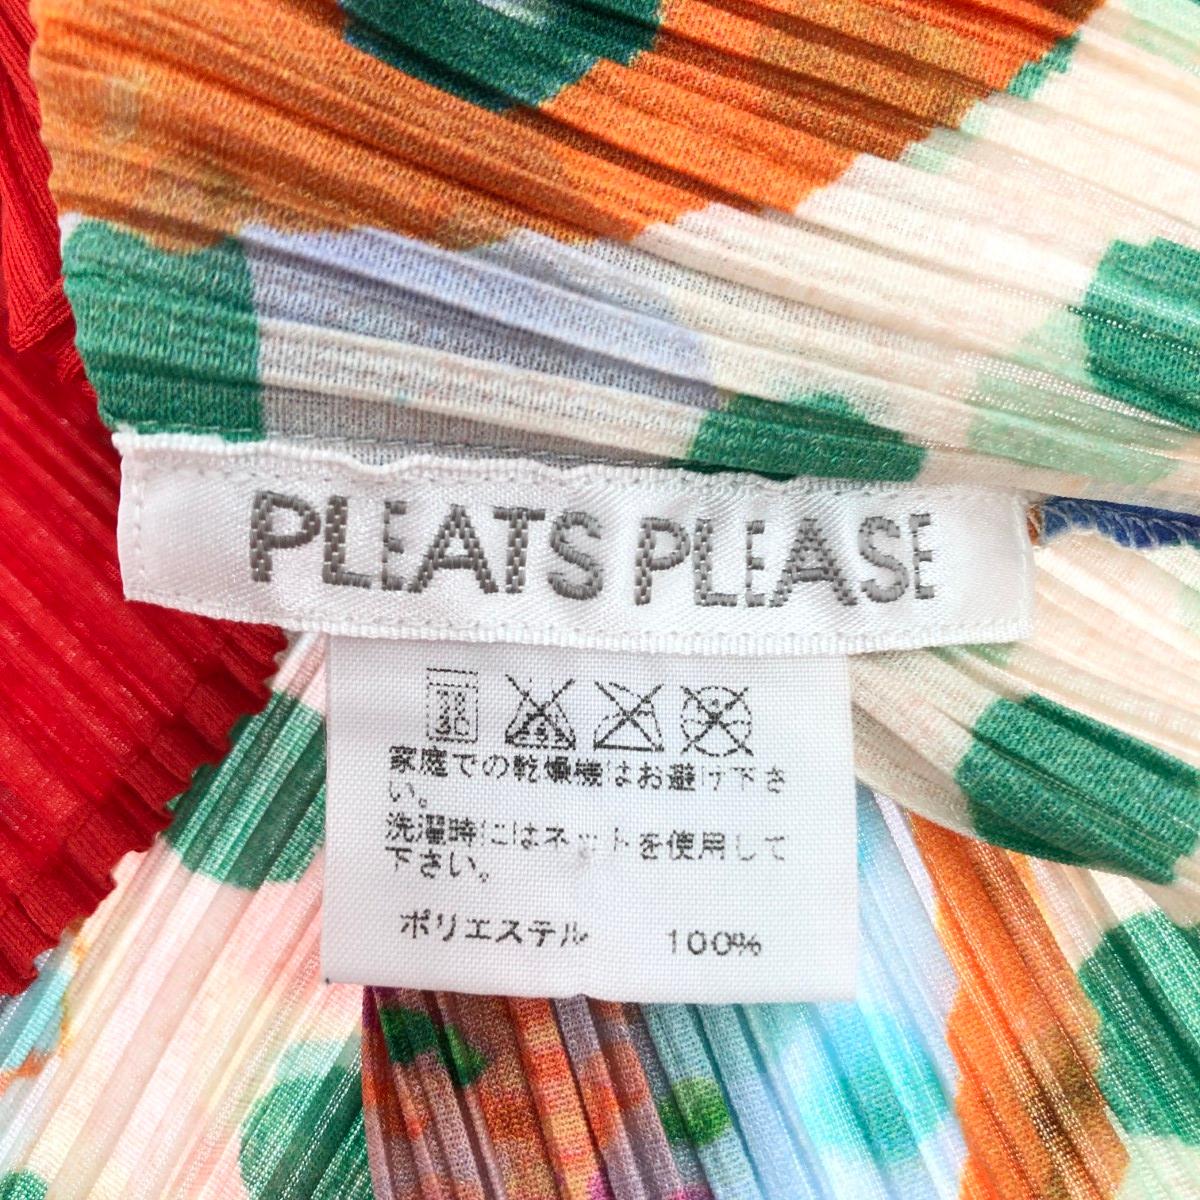 PLEATS PLEASE
家庭での乾燥機はお避け下さ
い。
洗濯時にはネットを使用して
下さい。
ポリエステル 100%